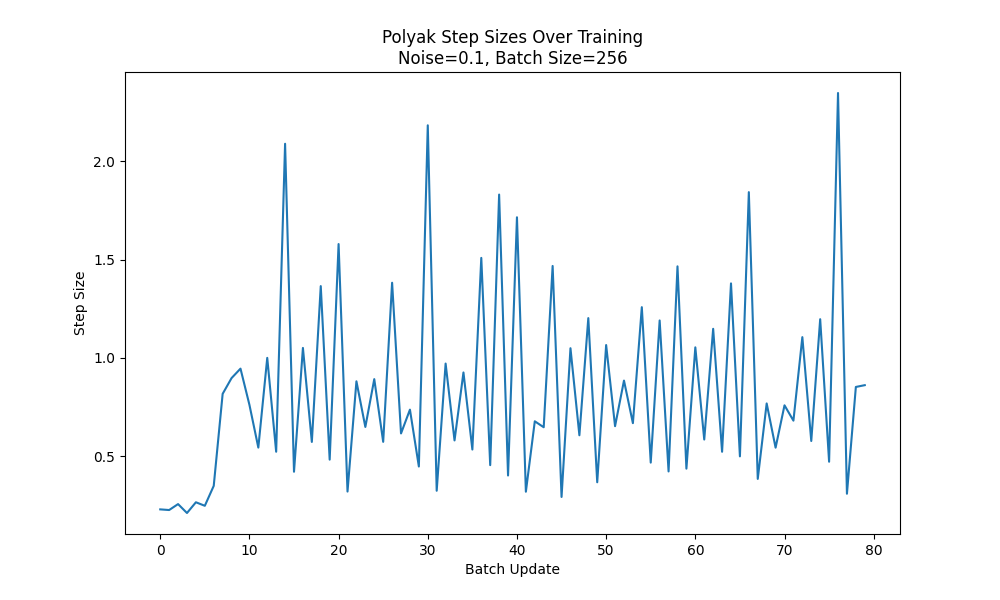 Polyak Step Sizes Over Training
Noise=0.1, Batch Size=256
2.0
1.5
1.0
0.5
Step Size
0 10 20 30 40 50 60 70 80
Batch Update